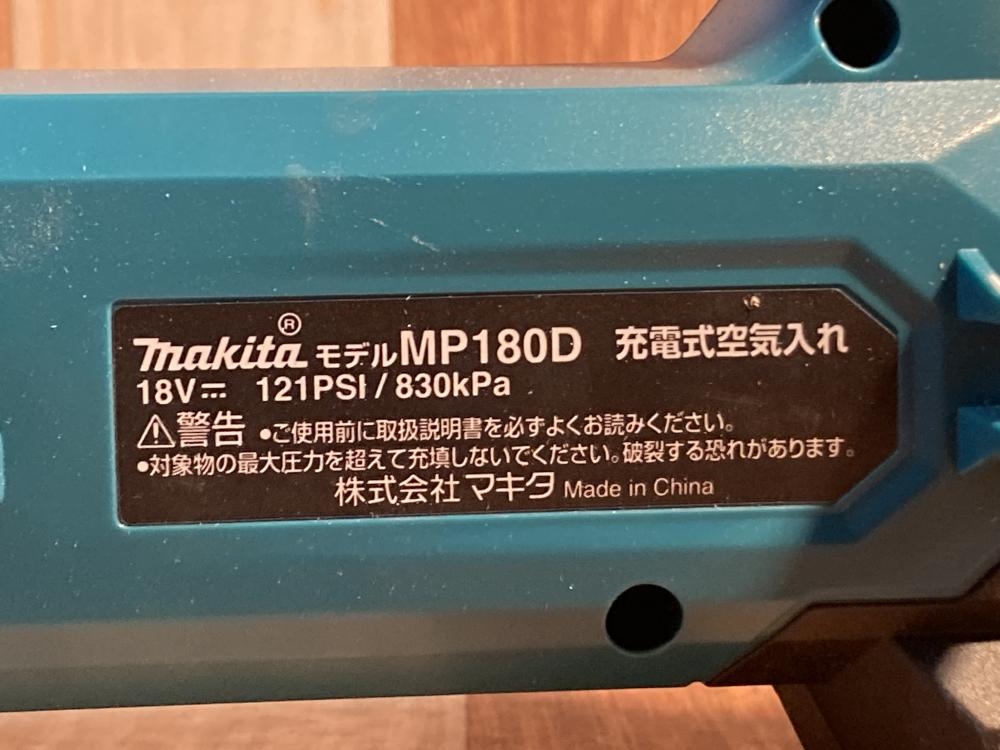 makita® モデルMP180D 充電式空気入れ
18V⎓ 121PSI / 830kPa
⚠警告 •ご使用前に取扱説明書を必ずよくお読みください。
•対象物の最大圧力を超えて充填しないでください。破裂する恐れがあります。
株式会社マキタ Made in China